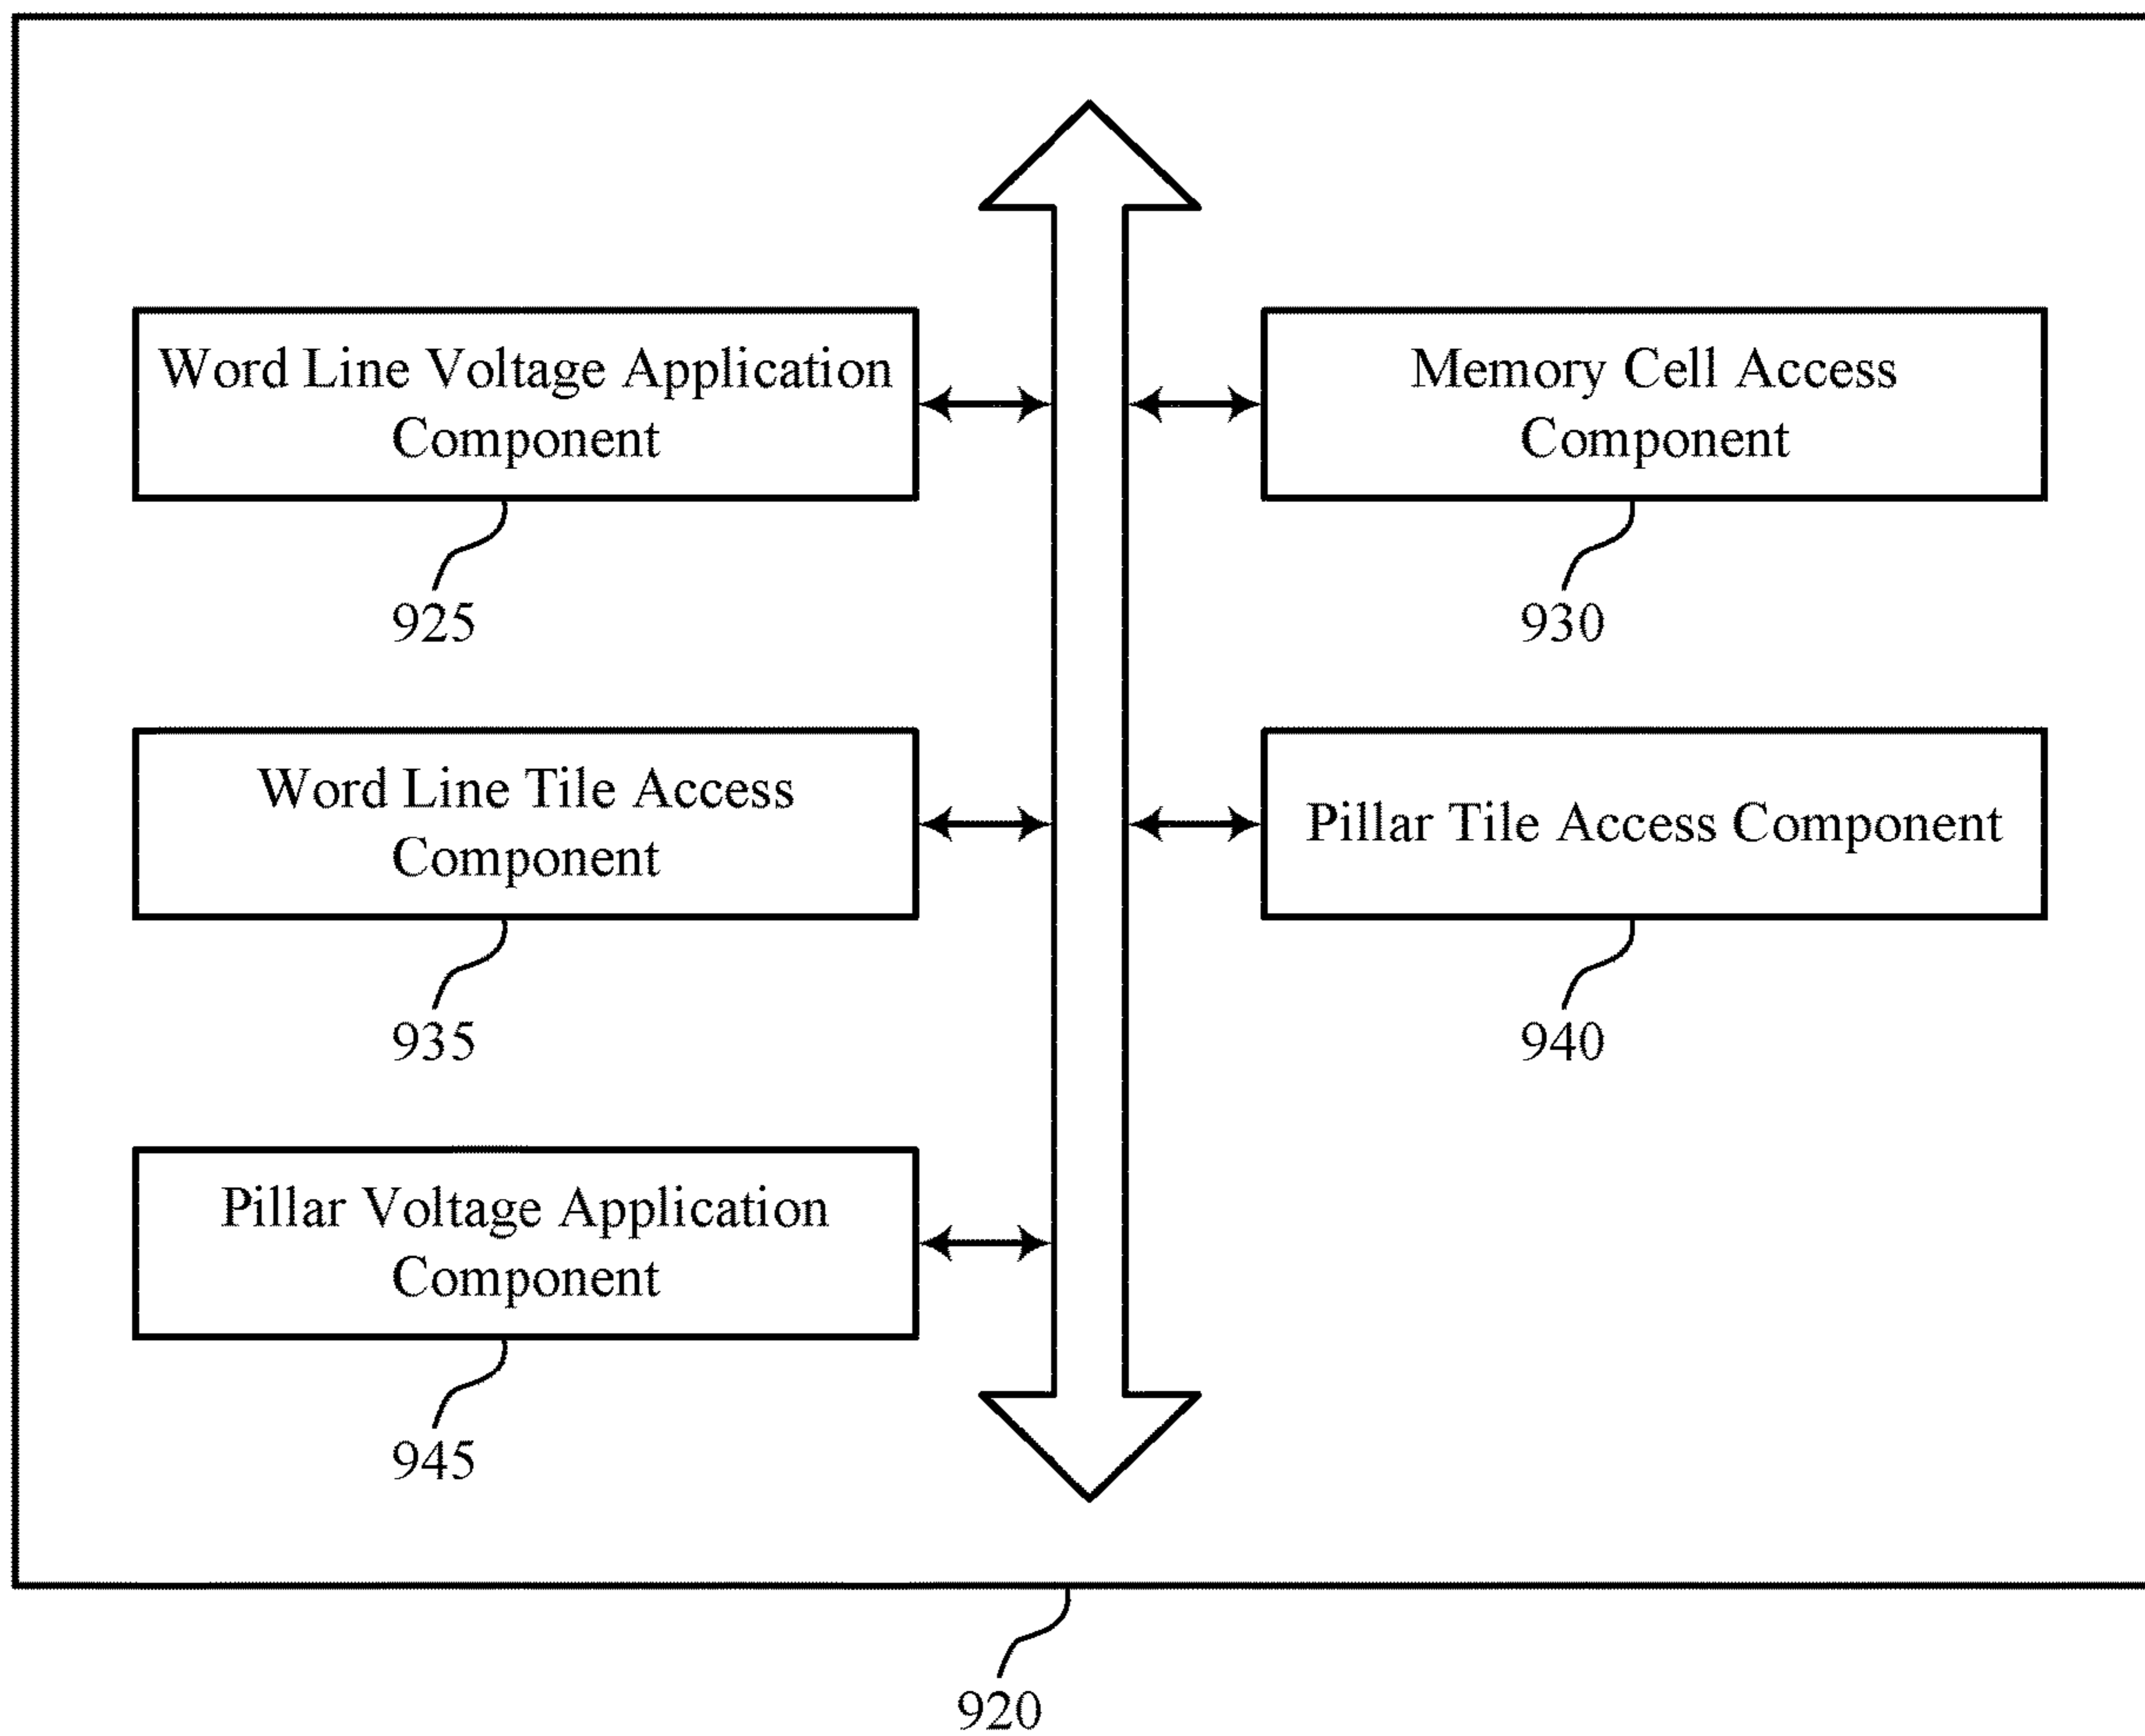 Word Line Voltage Application
Component
925
Memory Cell Access
Component
930
Word Line Tile Access
Component
935
Pillar Tile Access Component
940
Pillar Voltage Application
Component
945
920